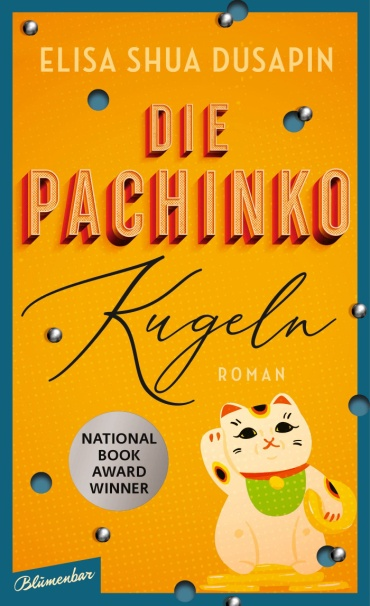 ELISA SHUA DUSAPIN
DIE
PACHINKO
Kugeln
ROMAN
NATIONAL
BOOK
AWARD
WINNER
Blumenbar